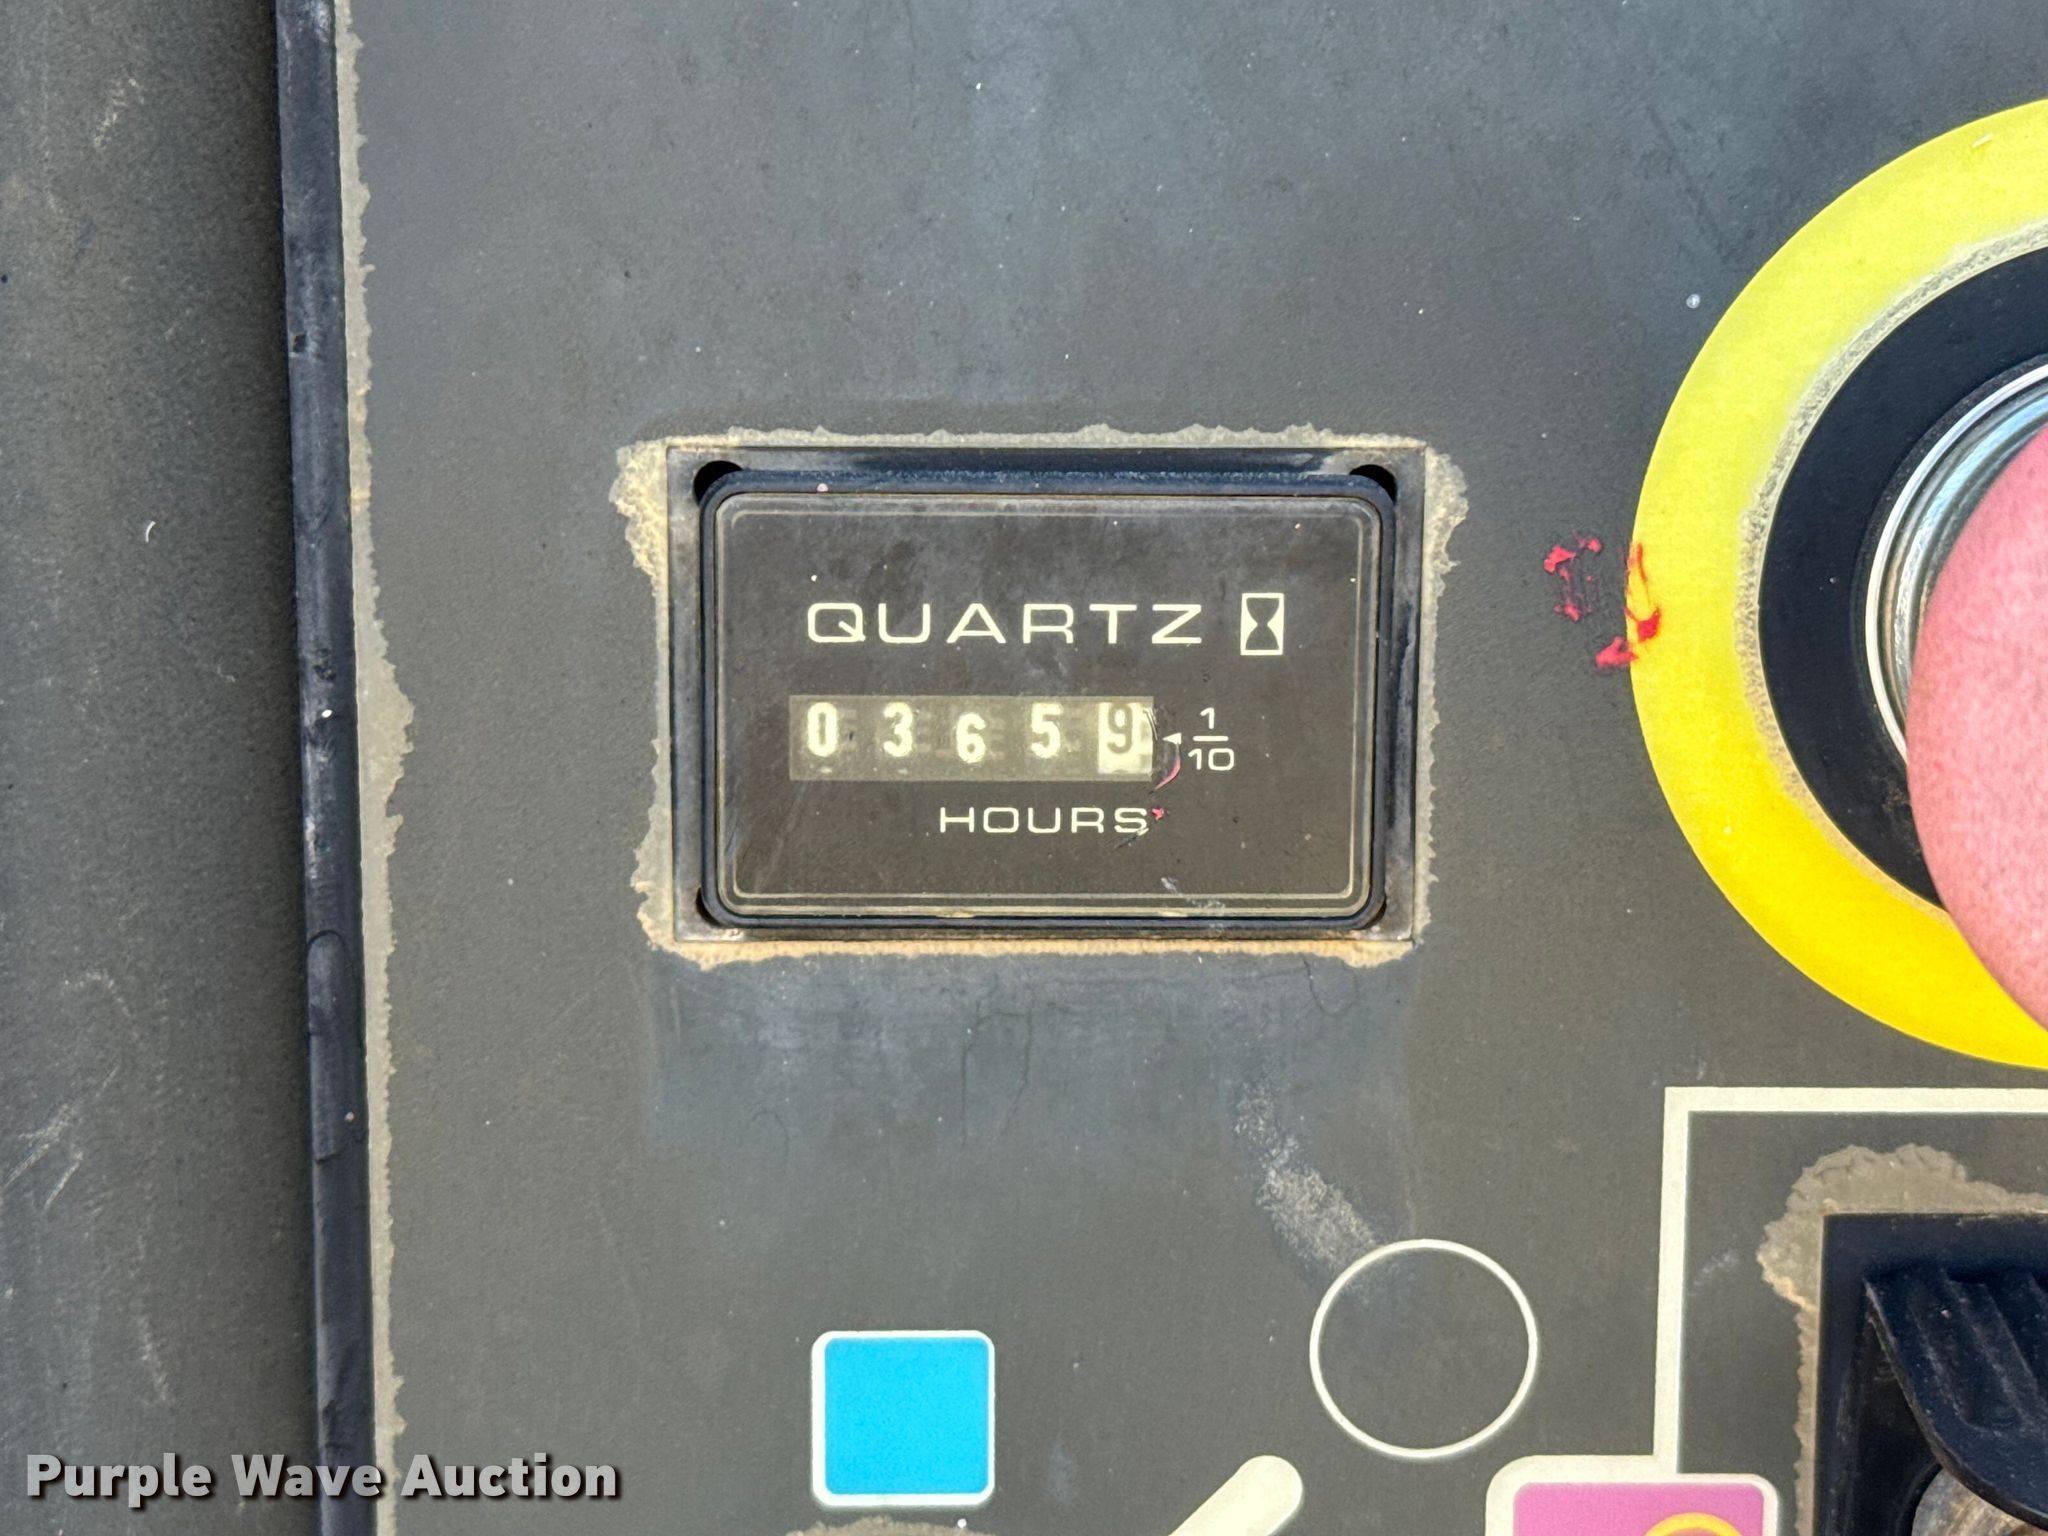 QUARTZ
03659 1/10
HOURS
Purple Wave Auction